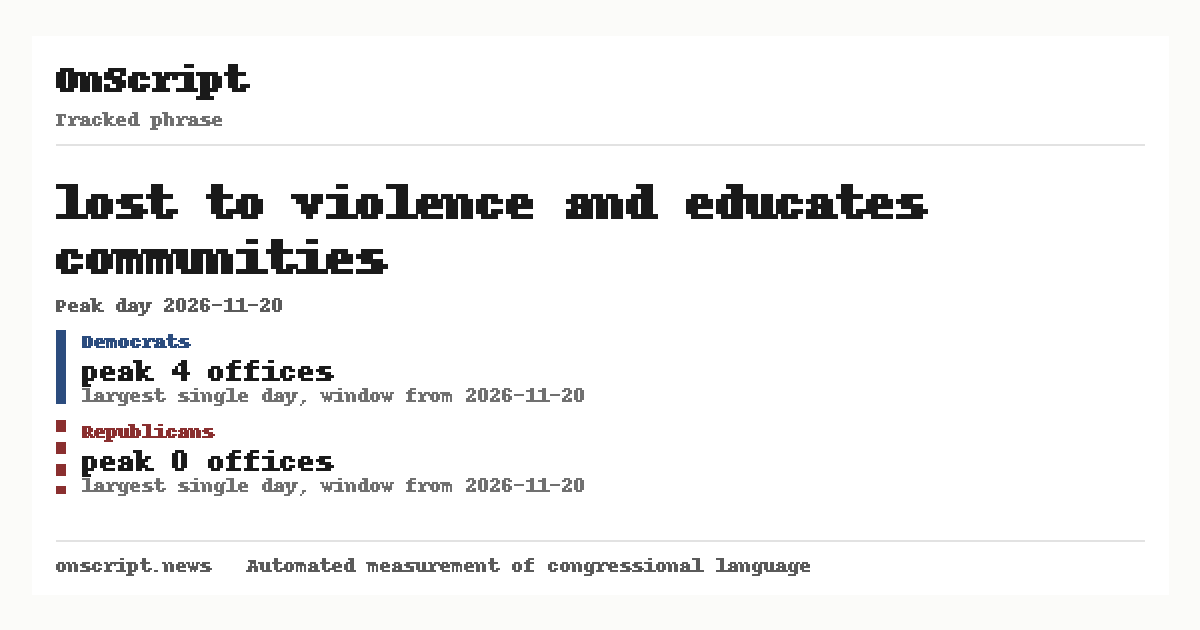 OnScript
Tracked phrase
lost to violence and educates
communities
Peak day 2026-11-20
Democrats
peak 4 offices
largest single day, window from 2026-11-20
Republicans
peak 0 offices
largest single day, window from 2026-11-20
onscript.news Automated measurement of congressional language